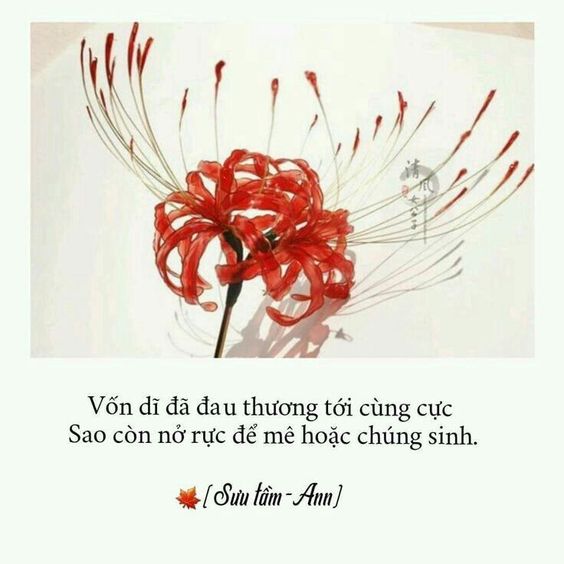 清风
女公子
Vốn dĩ đã đau thương tới cùng cực
Sao còn nở rực để mê hoặc chúng sinh.
🍁[Sưu tầm - Ann]